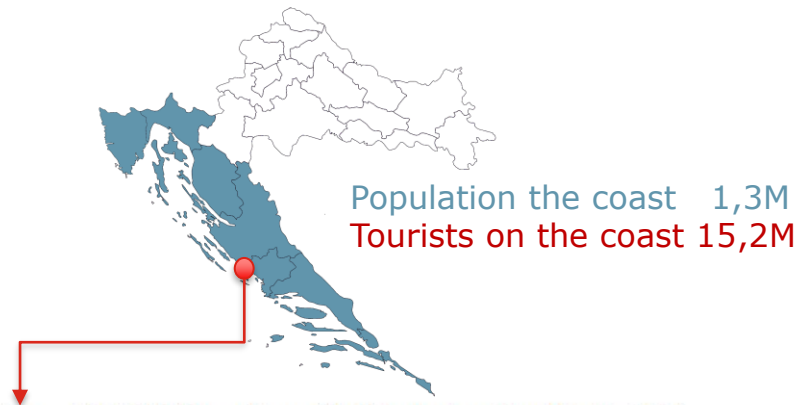 Population the coast 1,3M
Tourists on the coast 15,2M